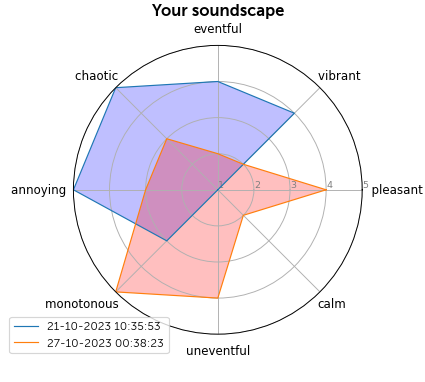 Your soundscape
eventful
chaotic
vibrant
annoying
1
2
3
4
5
pleasant
monotonous
calm
21-10-2023 10:35:53
27-10-2023 00:38:23
uneventful